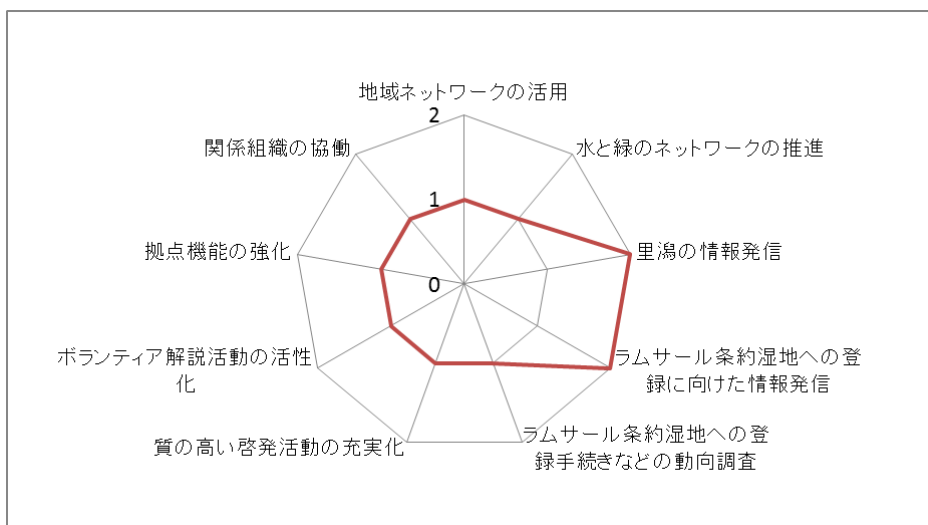 地域ネットワークの活用
2
関係組織の協働
水と緑のネットワークの推進
1
拠点機能の強化
里潟の情報発信
0
ボランティア解説活動の活性
化
ラムサール条約湿地への登
録に向けた情報発信
質の高い啓発活動の充実化
ラムサール条約湿地への登
録手続きなどの動向調査